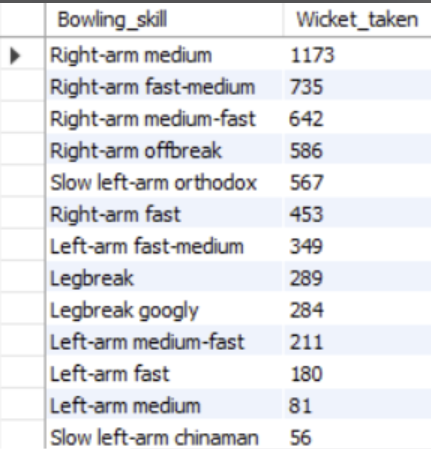 Bowling_skill Wicket_taken
Right-arm medium 1173
Right-arm fast-medium 735
Right-arm medium-fast 642
Right-arm offbreak 586
Slow left-arm orthodox 567
Right-arm fast 453
Left-arm fast-medium 349
Legbreak 289
Legbreak googly 284
Left-arm medium-fast 211
Left-arm fast 180
Left-arm medium 81
Slow left-arm chinaman 56